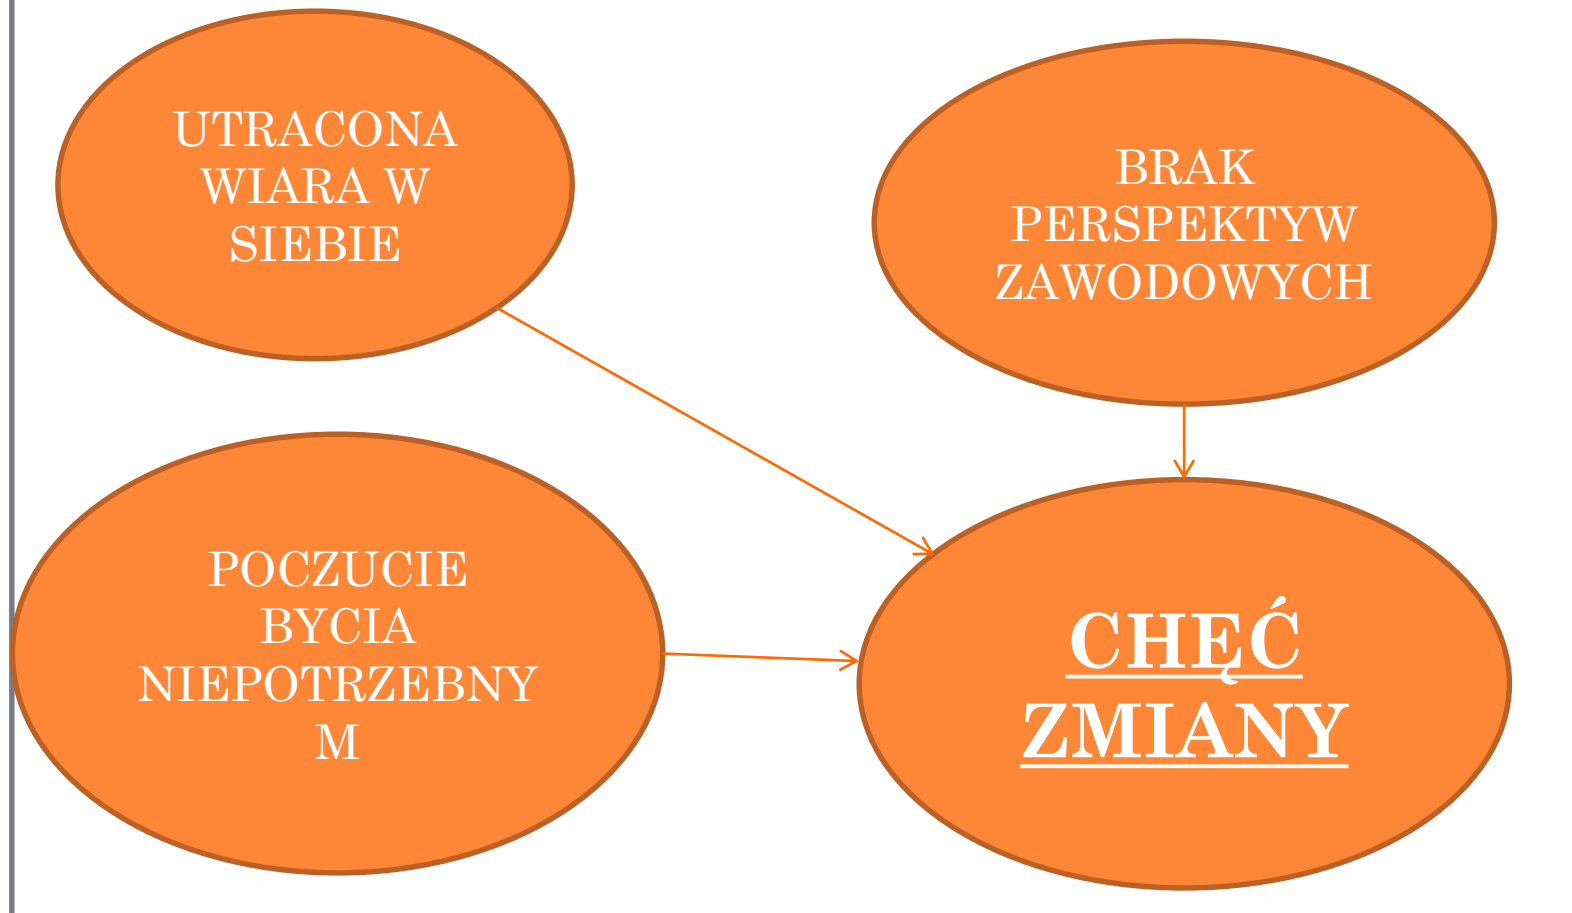 UTRACONA
WIARA W
SIEBIE
BRAK
PERSPEKTYW
ZAWODOWYCH
POCZUCIE
BYCIA
NIEPOTRZEBNY
M
CHĘĆ
ZMIANY